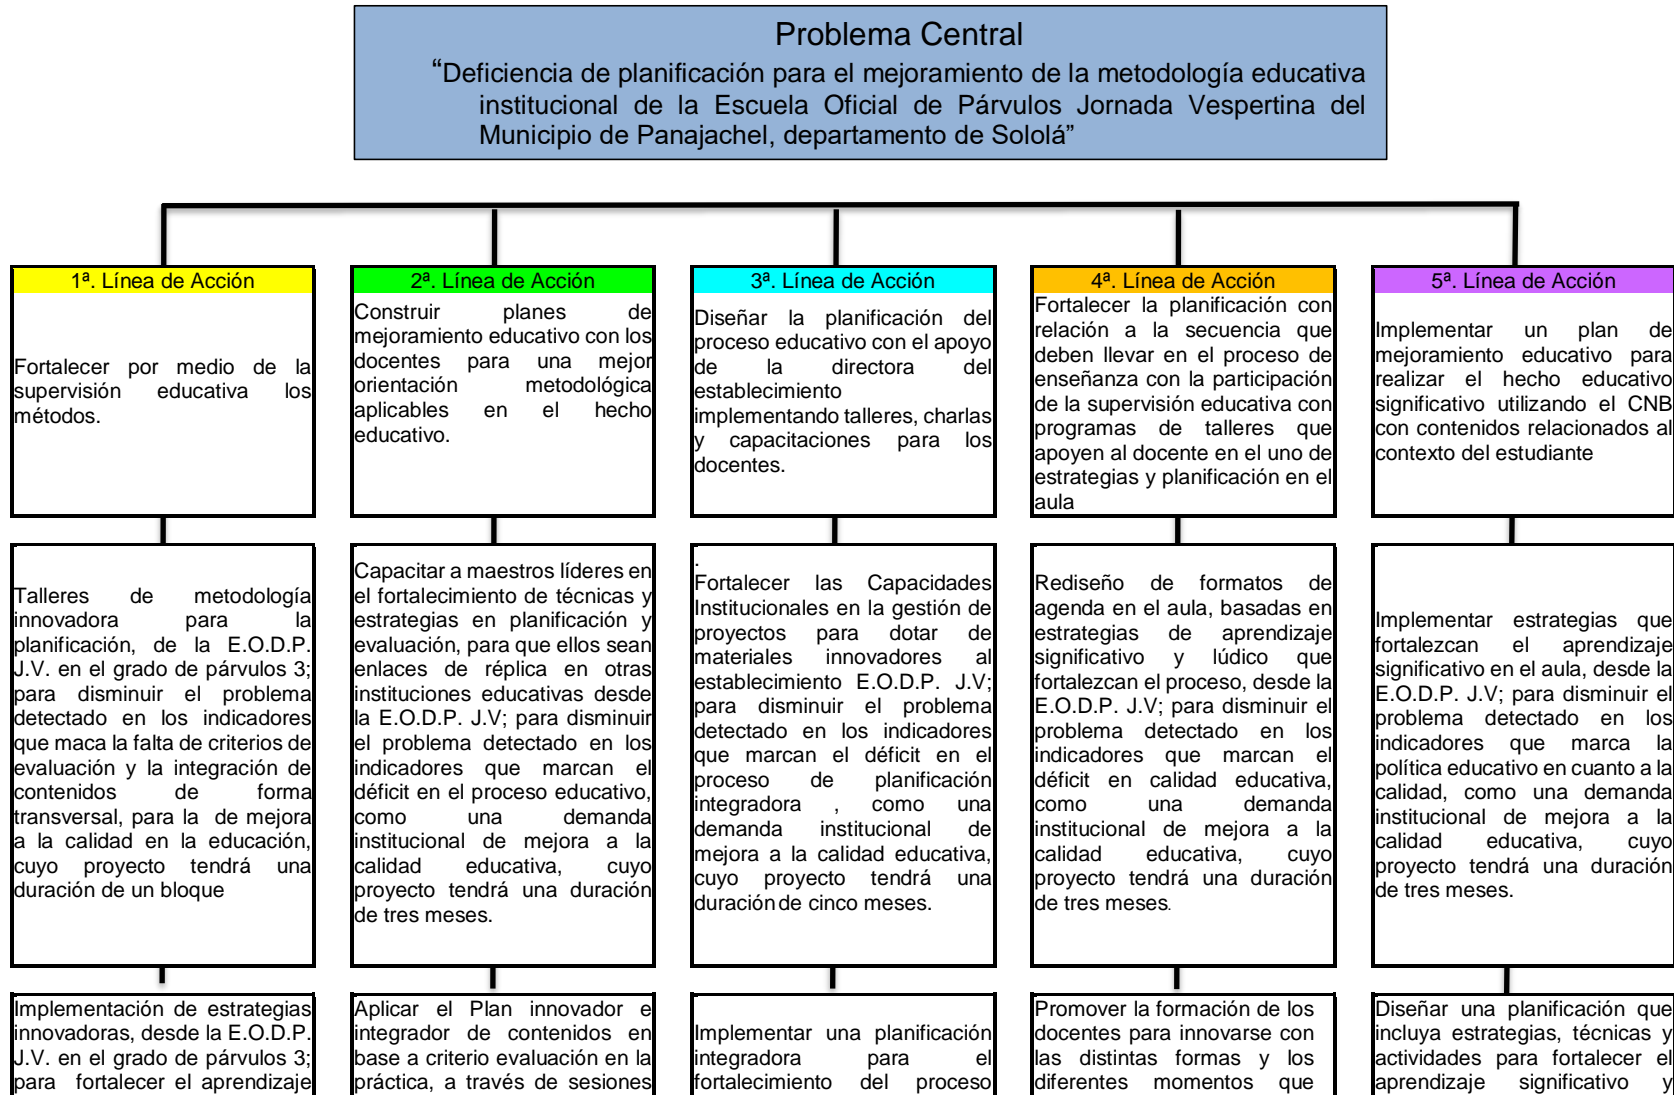 Problema Central
“Deficiencia de planificación para el mejoramiento de la metodología educativa
institucional de la Escuela Oficial de Párvulos Jornada Vespertina del
Municipio de Panajachel, departamento de Sololá”
1ª. Línea de Acción
Fortalecer por medio de la
supervisión educativa los
métodos.
Talleres de metodología
innovadora para la
planificación, de la E.O.D.P.
J.V. en el grado de párvulos 3;
para disminuir el problema
detectado en los indicadores
que maca la falta de criterios de
evaluación y la integración de
contenidos de forma
transversal, para la de mejora
a la calidad en la educación,
cuyo proyecto tendrá una
duración de un bloque
Implementación de estrategias
innovadoras, desde la E.O.D.P.
J.V. en el grado de párvulos 3;
para fortalecer el aprendizaje
2ª. Línea de Acción
Construir planes de
mejoramiento educativo con los
docentes para una mejor
orientación metodológica
aplicables en el hecho
educativo.
Capacitar a maestros líderes en
el fortalecimiento de técnicas y
estrategias en planificación y
evaluación, para que ellos sean
enlaces de réplica en otras
instituciones educativas desde
la E.O.D.P. J.V; para disminuir
el problema detectado en los
indicadores que marcan el
déficit en el proceso educativo,
como una demanda
institucional de mejora a la
calidad educativa, cuyo
proyecto tendrá una duración
de tres meses.
Aplicar el Plan innovador e
integrador de contenidos en
base a criterio evaluación en la
práctica, a través de sesiones
3ª. Línea de Acción
Diseñar la planificación del
proceso educativo con el apoyo
de la directora del
establecimiento
implementando talleres, charlas
y capacitaciones para los
docentes.
.
Fortalecer las Capacidades
Institucionales en la gestión de
proyectos para dotar de
materiales innovadores al
establecimiento E.O.D.P. J.V;
para disminuir el problema
detectado en los indicadores
que marcan el déficit en el
proceso de planificación
integradora , como una
demanda institucional de
mejora a la calidad educativa,
cuyo proyecto tendrá una
duración de cinco meses.
Implementar una planificación
integradora para el
fortalecimiento del proceso
4ª. Línea de Acción
Fortalecer la planificación con
relación a la secuencia que
deben llevar en el proceso de
enseñanza con la participación
de la supervisión educativa con
programas de talleres que
apoyen al docente en el uno de
estrategias y planificación en el
aula
Rediseño de formatos de
agenda en el aula, basadas en
estrategias de aprendizaje
significativo y lúdico que
fortalezcan el proceso, desde la
E.O.D.P. J.V; para disminuir el
problema detectado en los
indicadores que marcan el
déficit en calidad educativa,
como una demanda
institucional de mejora a la
calidad educativa, cuyo
proyecto tendrá una duración
de tres meses.
Promover la formación de los
docentes para innovarse con
las distintas formas y los
diferentes momentos que
5ª. Línea de Acción
Implementar un plan de
mejoramiento educativo para
realizar el hecho educativo
significativo utilizando el CNB
con contenidos relacionados al
contexto del estudiante
Implementar estrategias que
fortalezcan el aprendizaje
significativo en el aula, desde la
E.O.D.P. J.V; para disminuir el
problema detectado en los
indicadores que marca la
política educativo en cuanto a la
calidad, como una demanda
institucional de mejora a la
calidad educativa, cuyo
proyecto tendrá una duración
de tres meses.
Diseñar una planificación que
incluya estrategias, técnicas y
actividades para fortalecer el
aprendizaje significativo y